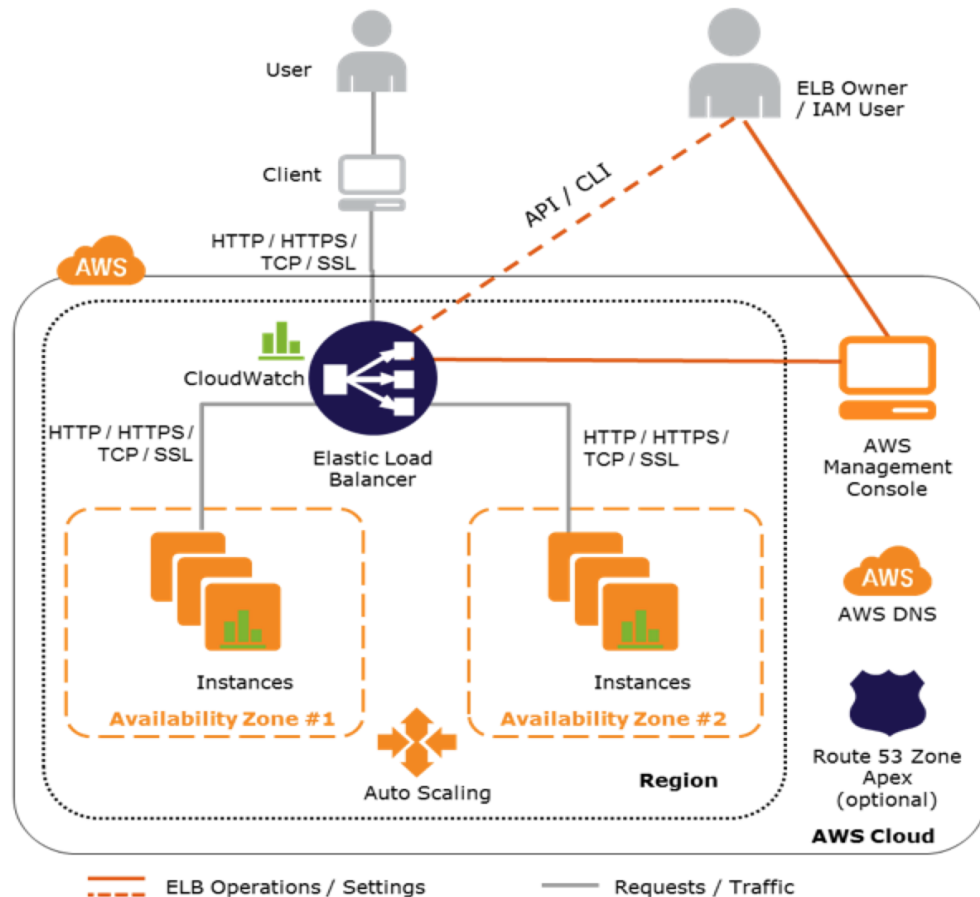 User
ELB Owner
/ IAM User
Client
API / CLI
HTTP / HTTPS /
TCP / SSL
AWS
CloudWatch
HTTP / HTTPS /
TCP / SSL
Elastic Load
Balancer
HTTP / HTTPS /
TCP / SSL
AWS
Management
Console
Instances
Availability Zone #1
Instances
Availability Zone #2
AWS
AWS DNS
Auto Scaling
Region
Route 53 Zone
Apex
(optional)
AWS Cloud
ELB Operations / Settings
Requests / Traffic